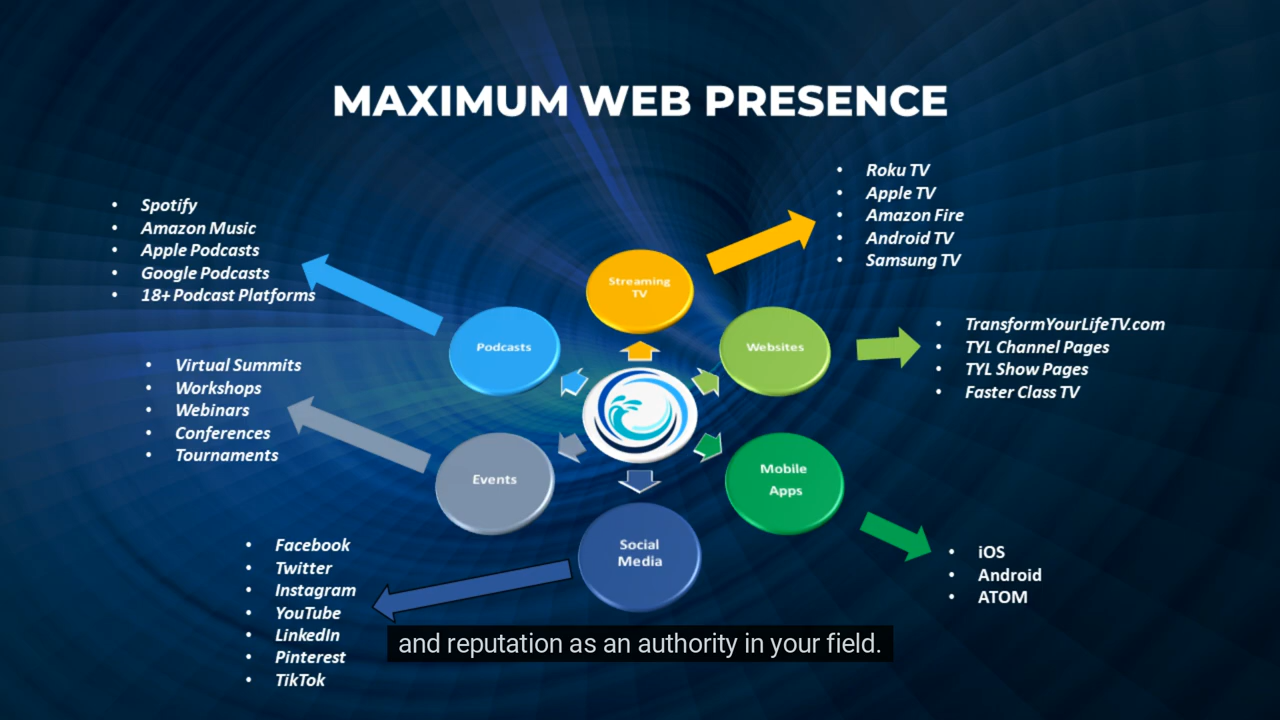 MAXIMUM WEB PRESENCE
Roku TV
Apple TV
Amazon Fire
Android TV
Samsung TV
Spotify
Amazon Music
Apple Podcasts
Google Podcasts
18+ Podcast Platforms
Streaming
TV
Podcasts
Websites
TransformYourLifeTV.com
TYL Channel Pages
TYL Show Pages
Faster Class TV
Virtual Summits
Workshops
Webinars
Conferences
Tournaments
Events
Mobile
Apps
Social
Media
iOS
Android
ATOM
Facebook
Twitter
Instagram
YouTube
LinkedIn
Pinterest
TikTok
and reputation as an authority in your field.